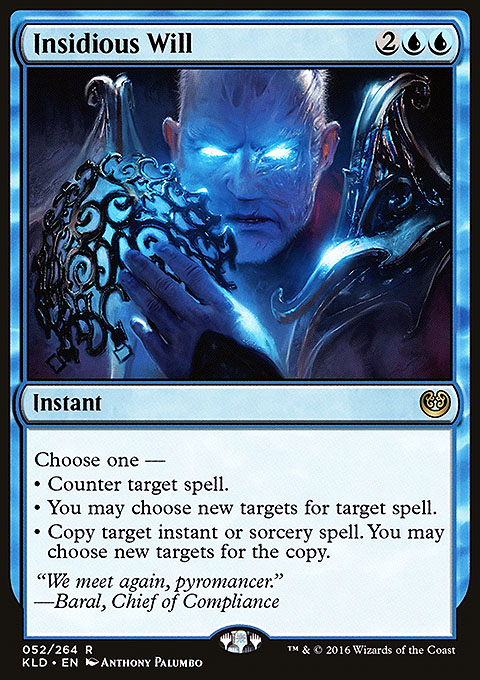 Insidious Will 2
Instant
Choose one —
• Counter target spell.
• You may choose new targets for target spell.
• Copy target instant or sorcery spell. You may
choose new targets for the copy.
“We meet again, pyromancer.”
—Baral, Chief of Compliance
052/264 R
KLD • EN Anthony Palumbo
™ & © 2016 Wizards of the Coast